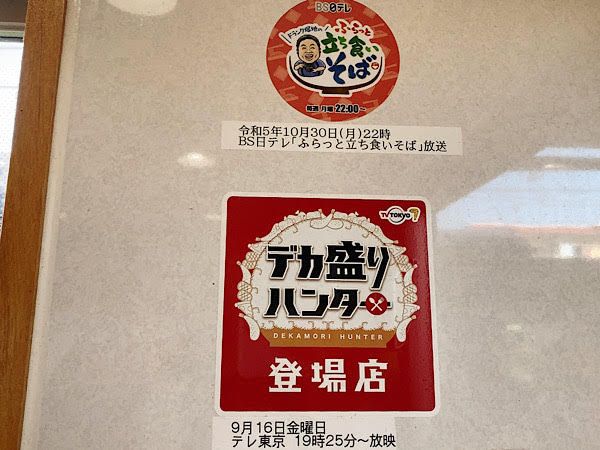 BS日テレ
ドランク塚地の
ふらっと
立ち食い
そば
毎週 月曜 22:00～
令和5年10月30日(月)22時
BS日テレ「ふらっと立ち食いそば」放送
TV TOKYO 7
デカ盛り
ハンター
DEKAMORI HUNTER
登場店
9月16日金曜日
テレ東京 19時25分～放映